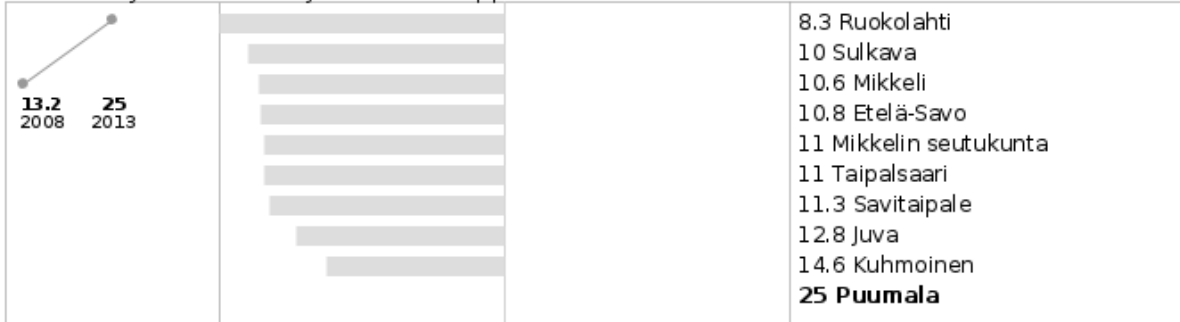 13.2 25
2008 2013
8.3 Ruokolahti
10 Sulkava
10.6 Mikkeli
10.8 Etelä-Savo
11 Mikkelin seutukunta
11 Taipalsaari
11.3 Savitaipale
12.8 Juva
14.6 Kuhmoinen
25 Puumala